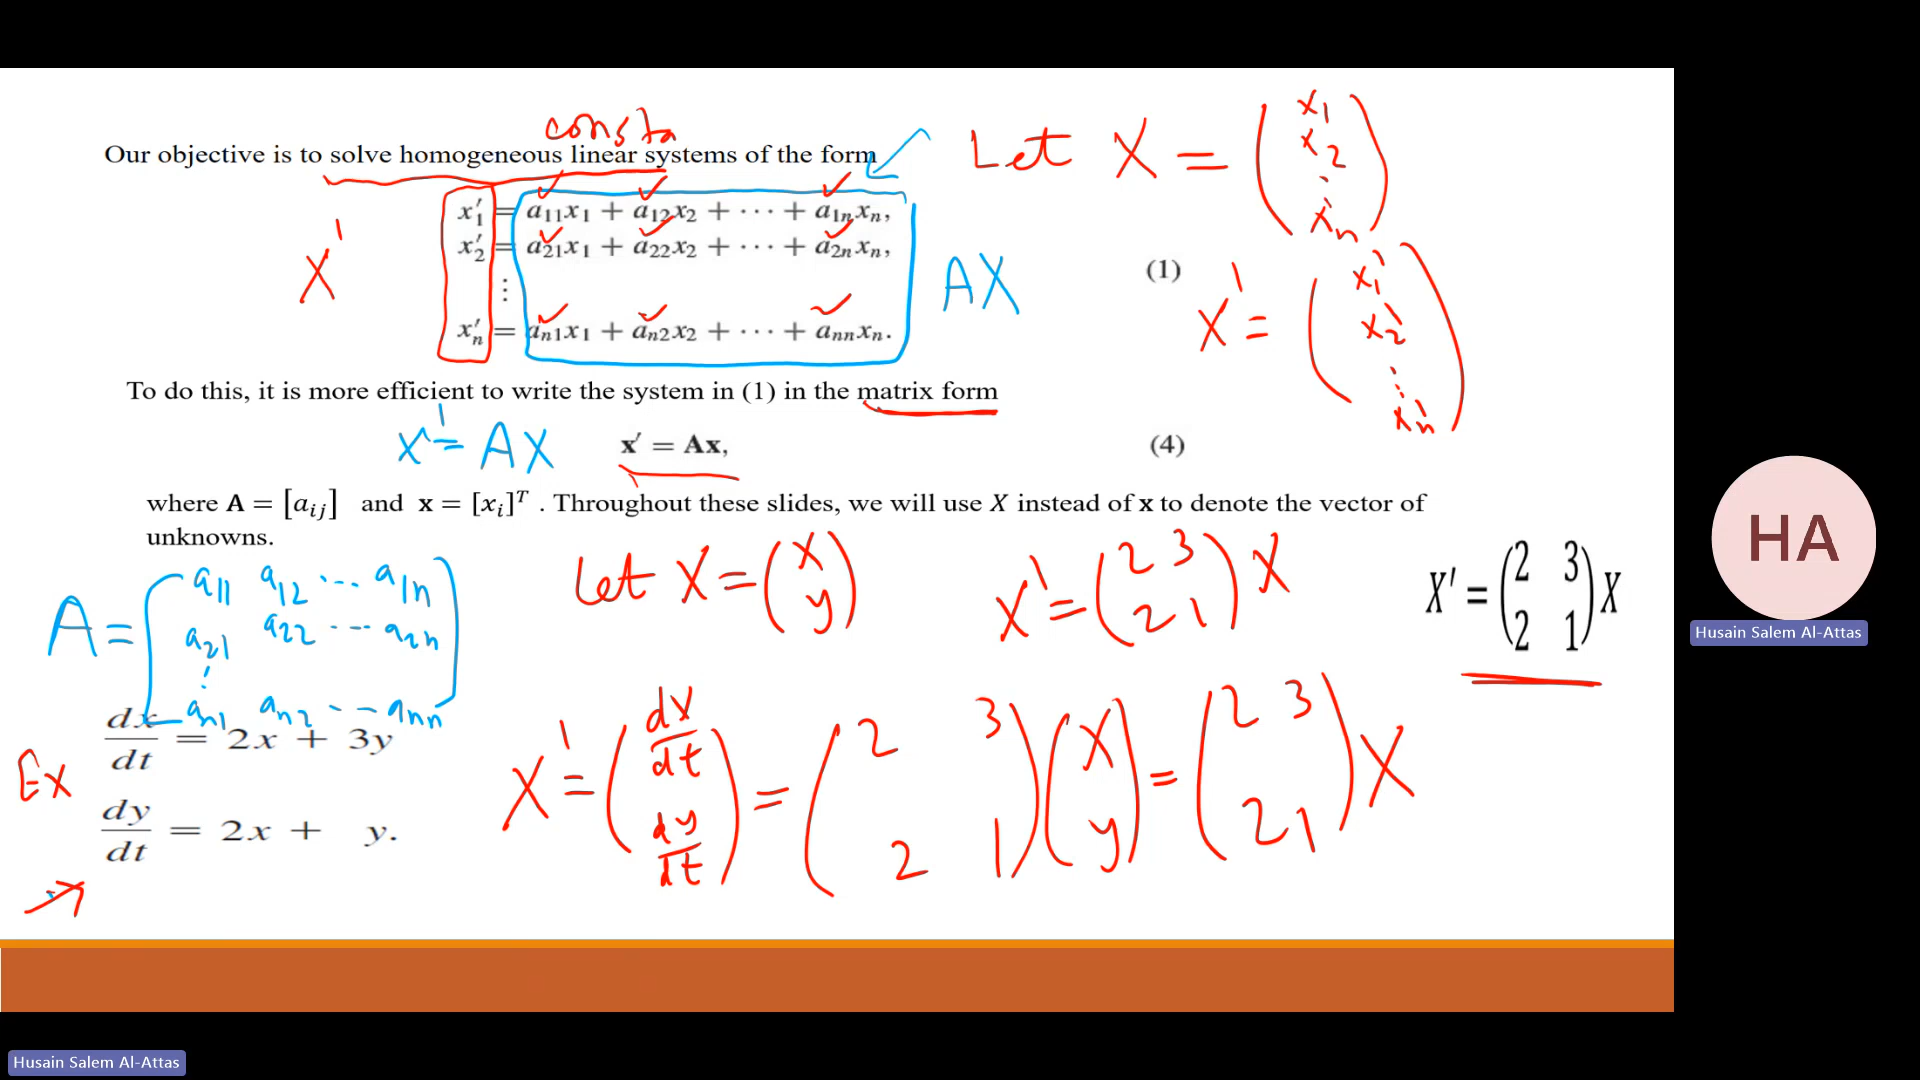 consta
Our objective is to solve homogeneous linear systems of the form
Let X = (x1 x2 ⋮ xn)
x′1 = a11x1 + a12x2 + ⋯ + a1nxn,
x′2 = a21x1 + a22x2 + ⋯ + a2nxn,
⋮
x′n = an1x1 + an2x2 + ⋯ + annxn.
X′
AX
(1)
X′ = (x1′ x2′ ⋮ xn′)
To do this, it is more efficient to write the system in (1) in the matrix form
X′ = AX
x′ = Ax,
(4)
where A = [aij] and x = [xi]^T . Throughout these slides, we will use X instead of x to denote the vector of
unknowns.
A = (a11 a12 ⋯ a1n
a21 a22 ⋯ a2n
⋮
an1 an2 ⋯ ann)
Let X = (x y)
X′ = (2 3 2 1) X
X′ = (2 3 2 1) X
Ex
dx/dt = 2x + 3y
dy/dt = 2x + y.
X′ = (dx/dt dy/dt) = (2 3 2 1)(x y) = (2 3 2 1) X
HA
Husain Salem Al-Attas
Husain Salem Al-Attas